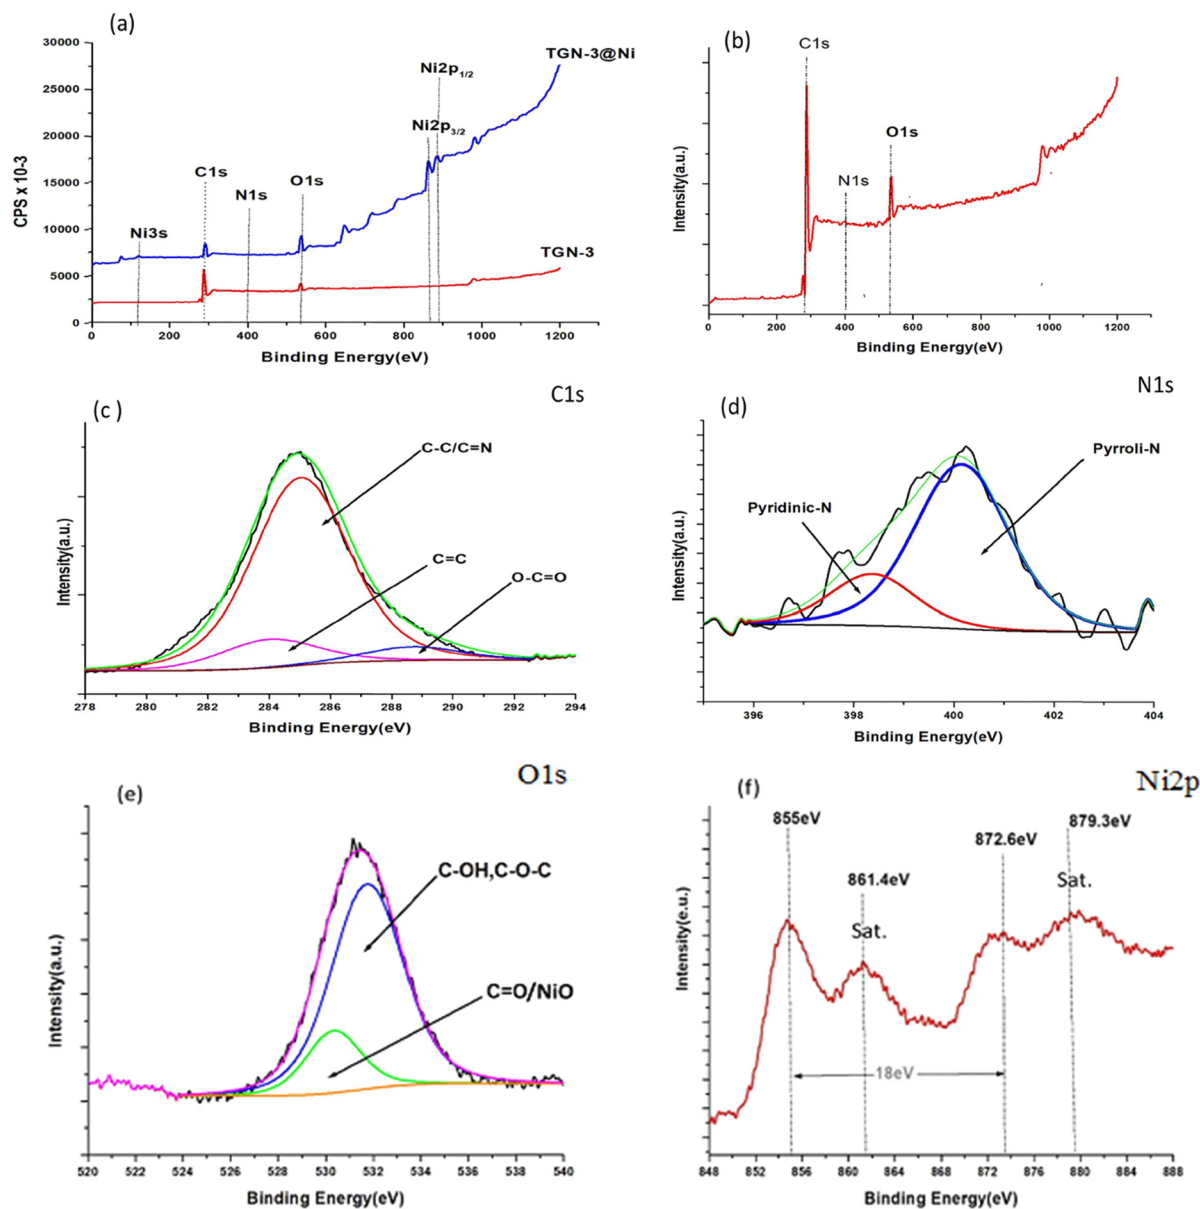 (a)
30000
25000
20000
15000
10000
5000
0
CPS x 10-3
TGN-3@Ni
Ni2p1/2
Ni2p3/2
C1s
N1s
O1s
Ni3s
TGN-3
0 200 400 600 800 1000 1200
Binding Energy(eV)
(b)
Intensity(a.u.)
C1s
O1s
N1s
0 200 400 600 800 1000 1200
Binding Energy(eV)
(c )
C1s
Intensity(a.u.)
C-C/C=N
C=C
O-C=O
278 280 282 284 286 288 290 292 294
Binding Energy(eV)
(d)
N1s
Intensity(a.u.)
Pyrroli-N
Pyridinic-N
396 398 400 402 404
Binding Energy(eV)
(e)
O1s
Intensity(a.u.)
C-OH,C-O-C
C=O/NiO
520 522 524 526 528 530 532 534 536 538 540
Binding Energy(eV)
(f)
Ni2p
Intensity(e.u.)
855eV
879.3eV
872.6eV
861.4eV
Sat.
Sat.
18eV
848 852 856 860 864 868 872 876 880 884 888
Binding Energy(eV)